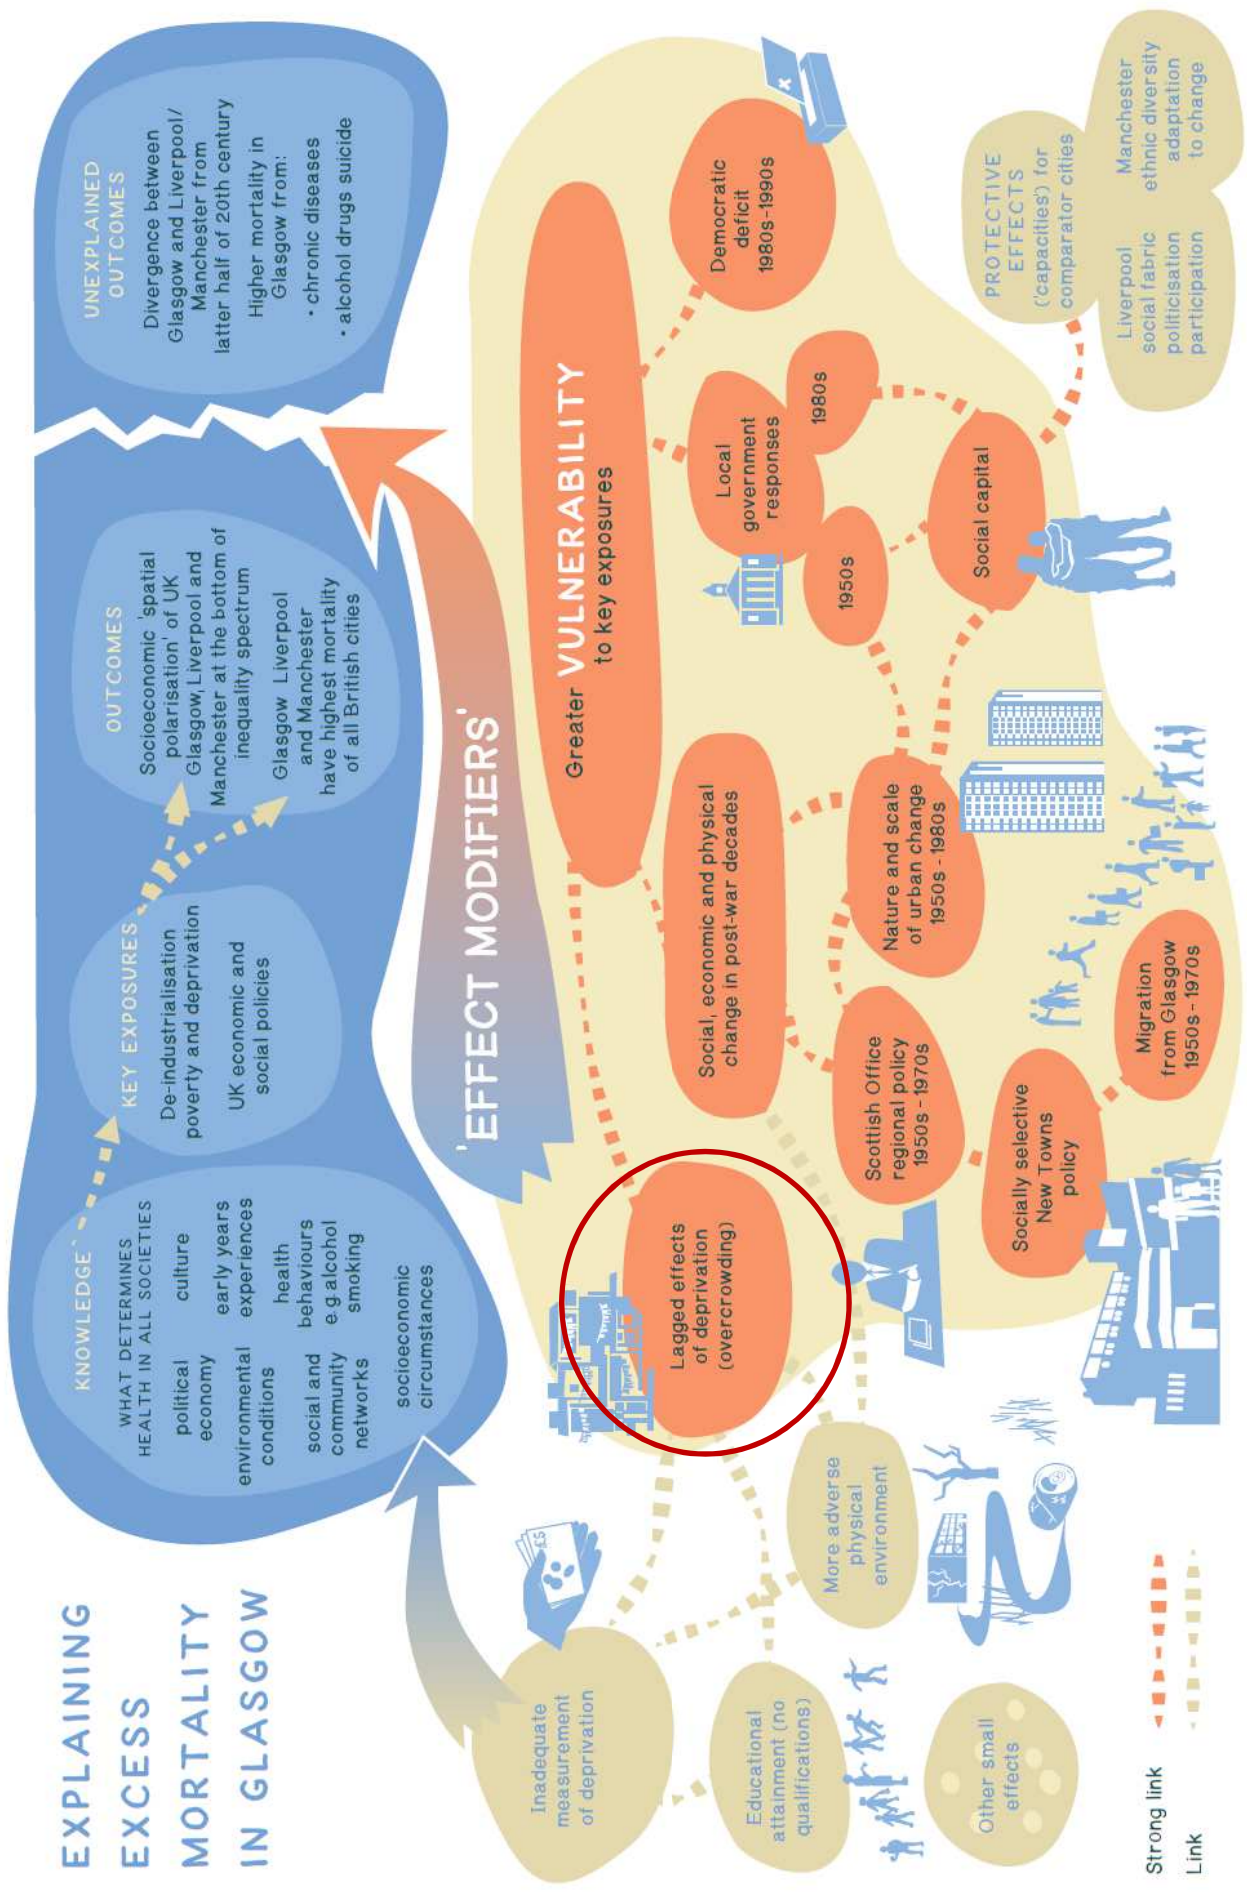 EXPLAINING
EXCESS
MORTALITY
IN GLASGOW
KNOWLEDGE
WHAT DETERMINES
HEALTH IN ALL SOCIETIES
political
economy
culture
environmental
conditions
early years
experiences
social and
community
networks
health
behaviours
e.g.alcohol
smoking
socioeconomic
circumstances
KEY EXPOSURES
De-industrialisation
poverty and deprivation
UK economic and
social policies
OUTCOMES
Socioeconomic 'spatial
polarisation' of UK
Glasgow, Liverpool and
Manchester at the bottom of
inequality spectrum
Glasgow Liverpool
and Manchester
have highest mortality
of all British cities
UNEXPLAINED
OUTCOMES
Divergence between
Glasgow and Liverpool/
Manchester from
latter half of 20th century
Higher mortality in
Glasgow from:
• chronic diseases
• alcohol drugs suicide
'EFFECT MODIFIERS'
Greater VULNERABILITY
to key exposures
Inadequate
measurement
of deprivation
£5
Educational
attainment (no
qualifications)
More adverse
physical
environment
Other small
effects
Lagged effects
of deprivation
(overcrowding)
Social, economic and physical
change in post-war decades
Scottish Office
regional policy
1950s - 1970s
Socially selective
New Towns
policy
Migration
from Glasgow
1950s - 1970s
Nature and scale
of urban change
1950s - 1980s
Local
government
responses
1950s
1980s
Social capital
Democratic
deficit
1980s-1990s
x
PROTECTIVE
EFFECTS
('capacities') for
comparator cities
Liverpool
social fabric
politicisation
participation
Manchester
ethnic diversity
adaptation
to change
Strong link
Link